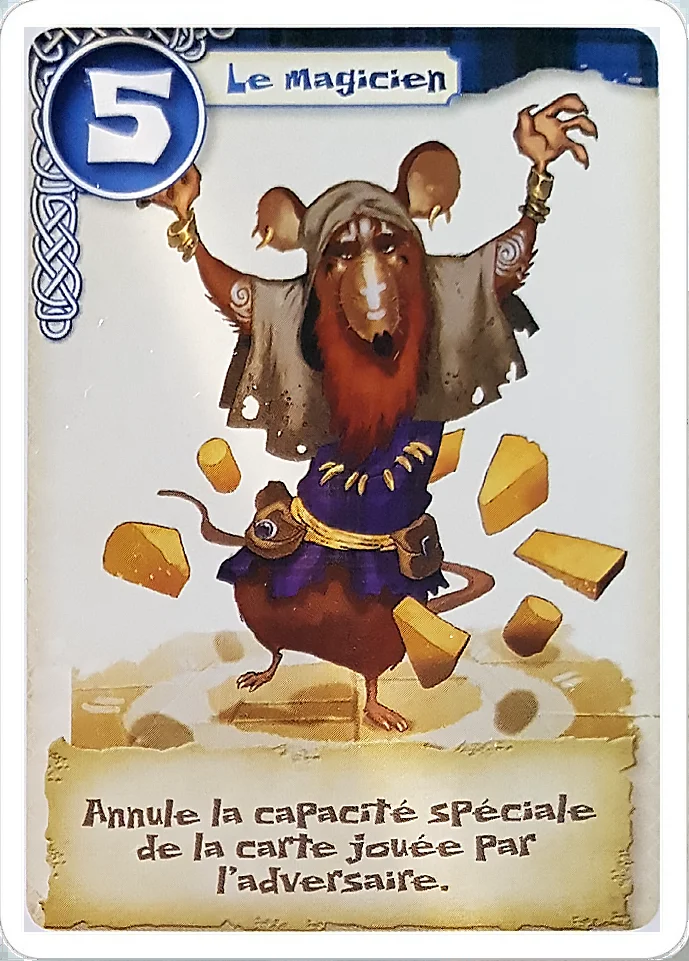 5
Le Magicien
Annule la capacité spéciale
de la carte jouée par
l'adversaire.